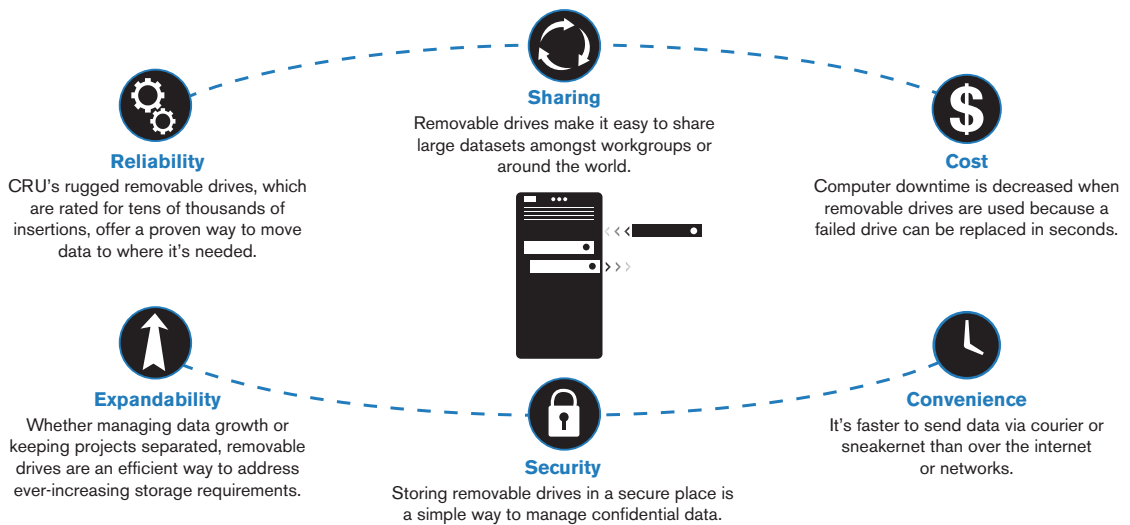 Sharing
Removable drives make it easy to share
large datasets amongst workgroups or
around the world.
Reliability
CRU's rugged removable drives, which
are rated for tens of thousands of
insertions, offer a proven way to move
data to where it's needed.
$
Cost
Computer downtime is decreased when
removable drives are used because a
failed drive can be replaced in seconds.
Expandability
Whether managing data growth or
keeping projects separated, removable
drives are an efficient way to address
ever-increasing storage requirements.
Security
Storing removable drives in a secure place is
a simple way to manage confidential data.
Convenience
It's faster to send data via courier or
sneakernet than over the internet
or networks.